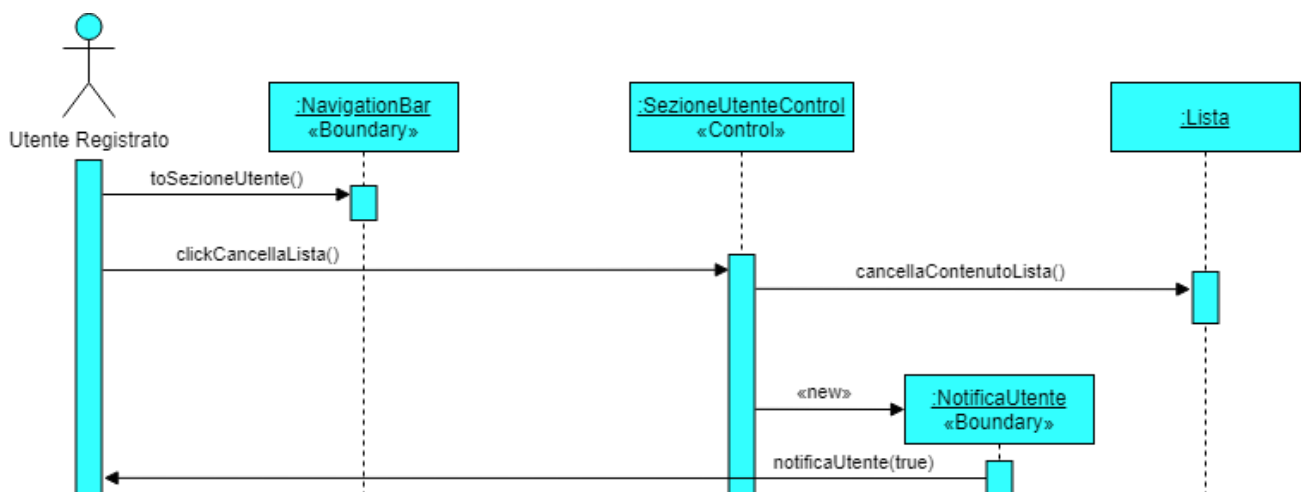 :NavigationBar
«Boundary»
:SezioneUtenteControl
«Control»
:Lista
Utente Registrato
toSezioneUtente()
clickCancellaLista()
cancellaContenutoLista()
«new»
:NotificaUtente
«Boundary»
notificaUtente(true)